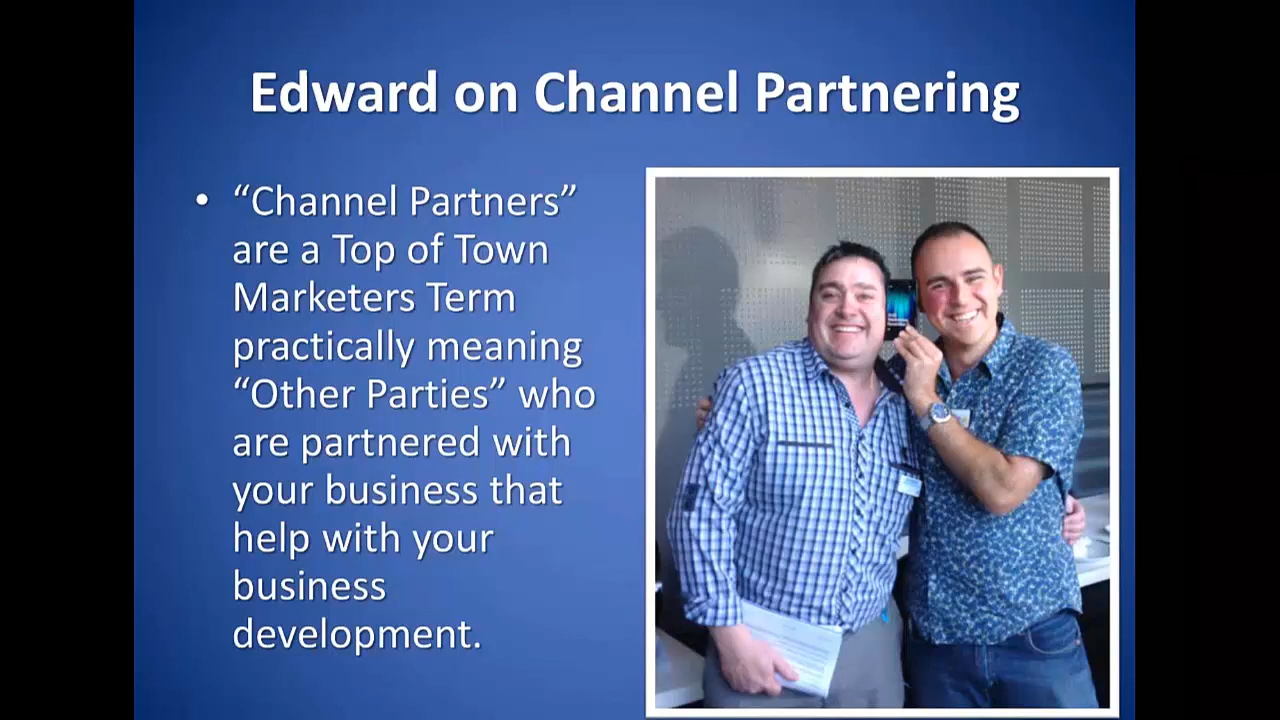 Edward on Channel Partnering
• “Channel Partners”
are a Top of Town
Marketers Term
practically meaning
“Other Parties” who
are partnered with
your business that
help with your
business
development.